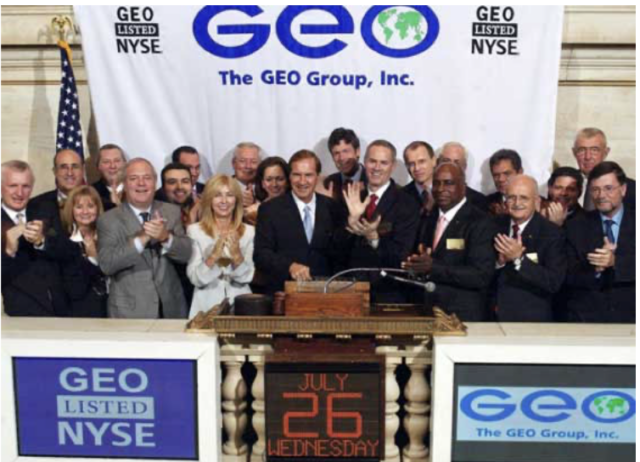 GEO
LISTED
NYSE
GEO
The GEO Group, Inc.
GEO
LISTED
NYSE
GEO
LISTED
NYSE
JULY
26
WEDNESDAY
GEO
The GEO Group, Inc.